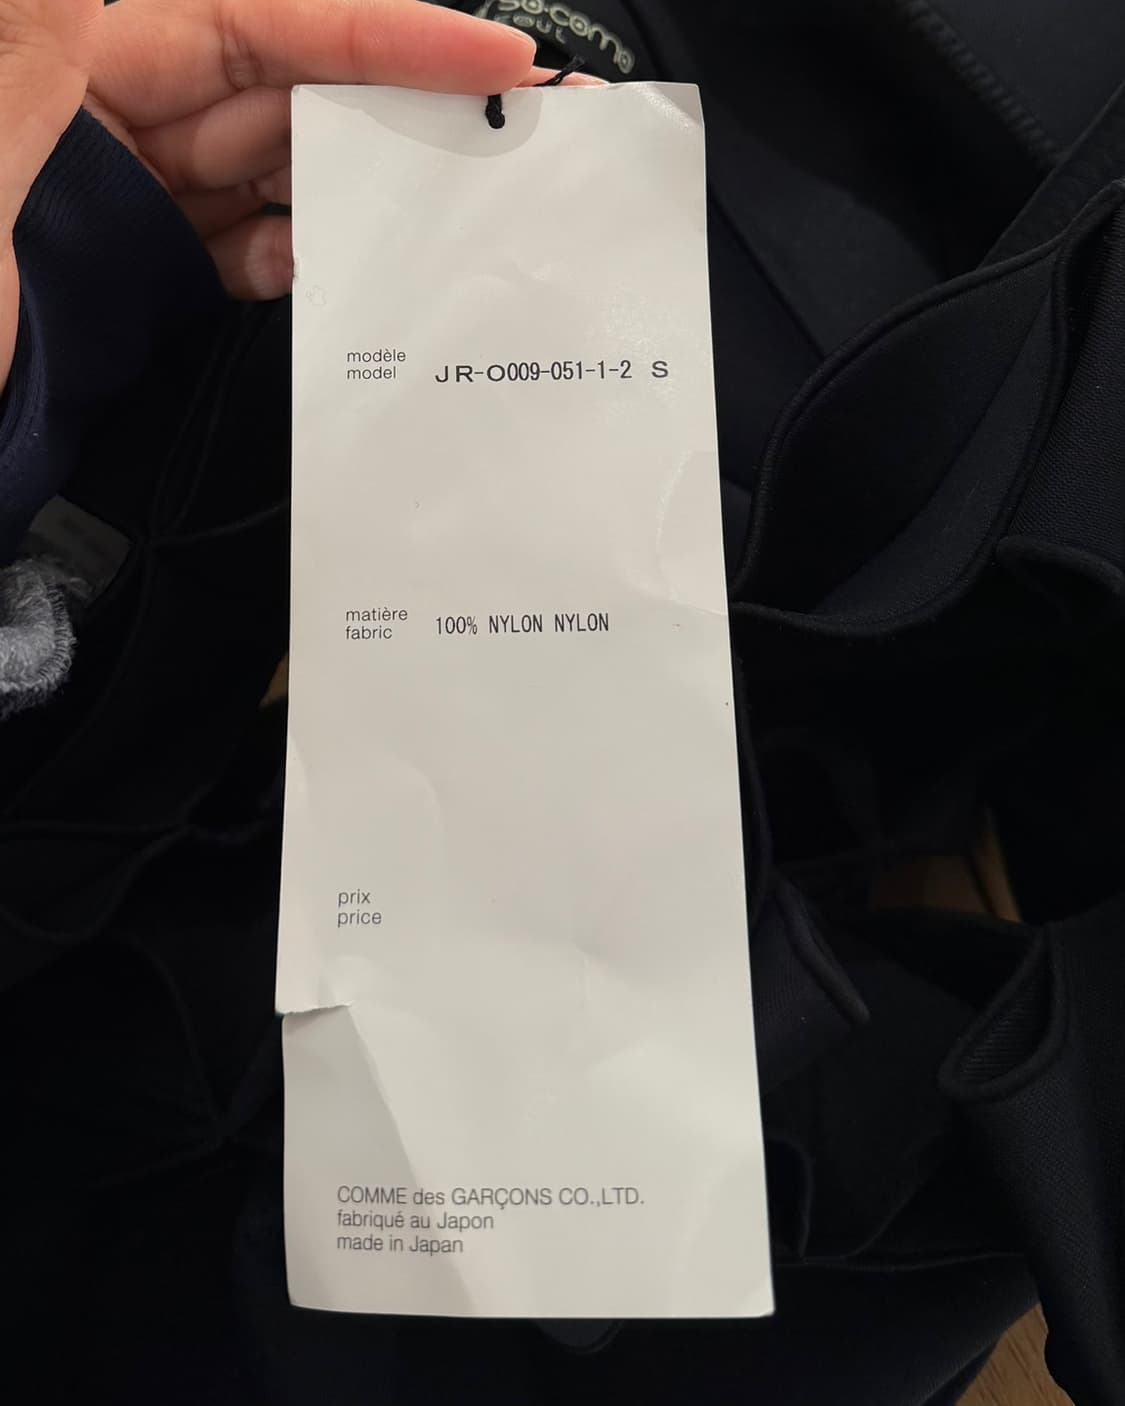 SEOUL
modèle
model JR-O009-051-1-2 S
matière
fabric 100% NYLON NYLON
prix
price
COMME des GARÇONS CO.,LTD.
fabriqué au Japon
made in Japan